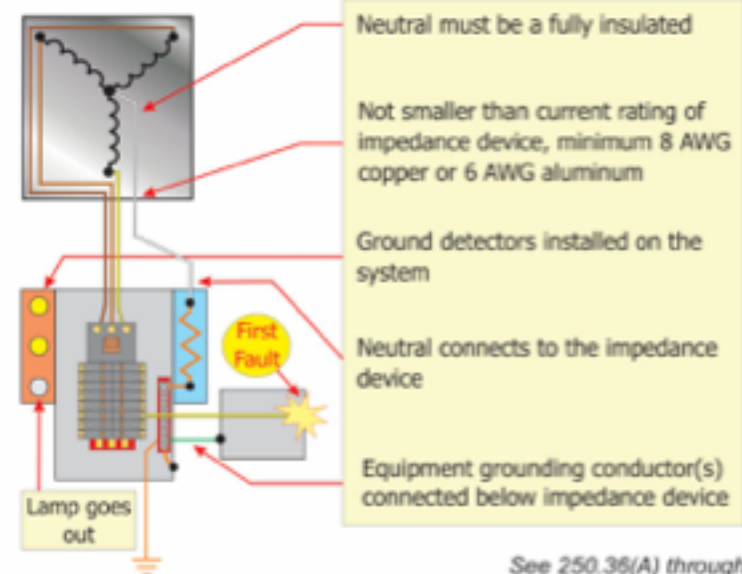 Neutral must be a fully insulated
Not smaller than current rating of
impedance device, minimum 8 AWG
copper or 6 AWG aluminum
Ground detectors installed on the
system
First
Fault
Neutral connects to the impedance
device
Equipment grounding conductor(s)
connected below impedance device
Lamp goes
out
See 250.36(A) through